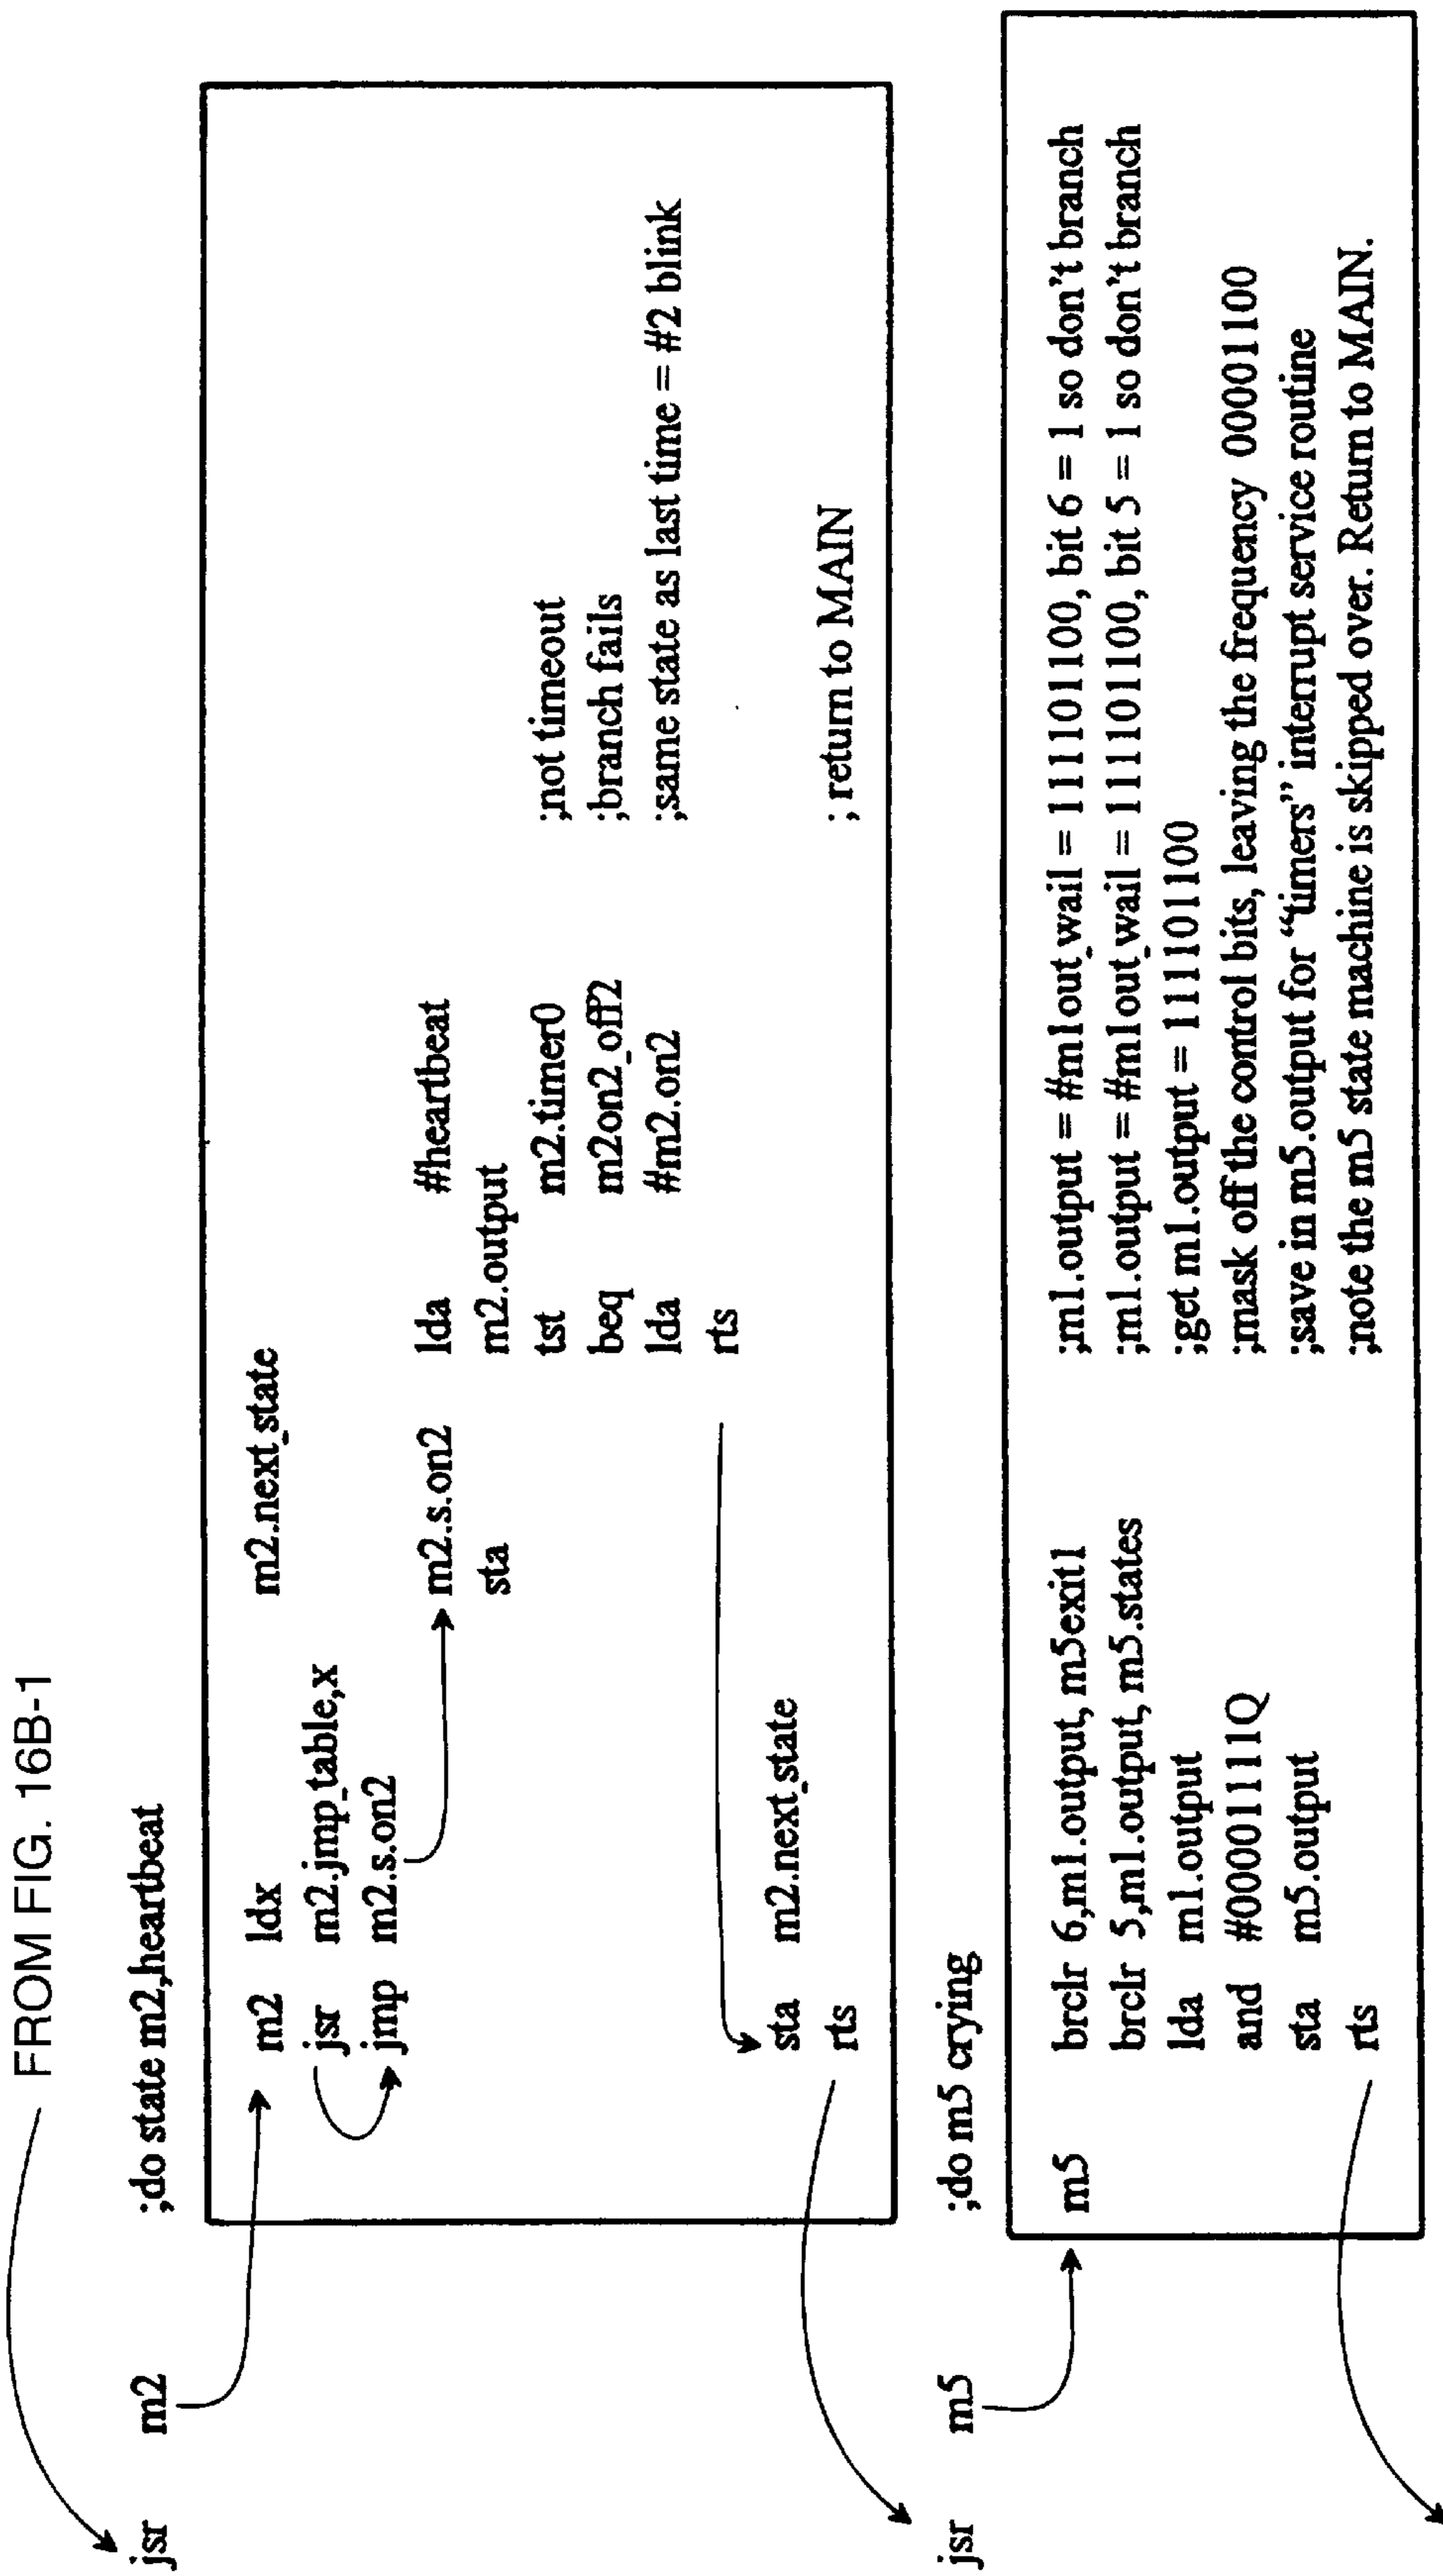 FROM FIG. 16B-1
jsr m2 ;do state m2,heartbeat
m2 ldx m2.next_state
jsr m2.jmp_table,x
jmp m2.s.on2
m2.s.on2 lda #heartbeat
sta m2.output
tst m2.timer0 ;not timeout
beq m2on2_off2 ;branch fails
lda #m2.on2 ;same state as last time = #2 blink
rts
sta m2.next_state
rts ; return to MAIN
jsr m5 ;do m5 crying
m5 brclr 6,m1.output, m5exit1 ;m1.output = #m1out_wail = 111101100, bit 6 = 1 so don't branch
brclr 5,m1.output, m5.states ;m1.output = #m1out_wail = 111101100, bit 5 = 1 so don't branch
lda m1.output ;get m1.output = 111101100
and #00001111Q ;mask off the control bits, leaving the frequency 00001100
sta m5.output ;save in m5.output for “timers” interrupt service routine
rts ;note the m5 state machine is skipped over. Return to MAIN.